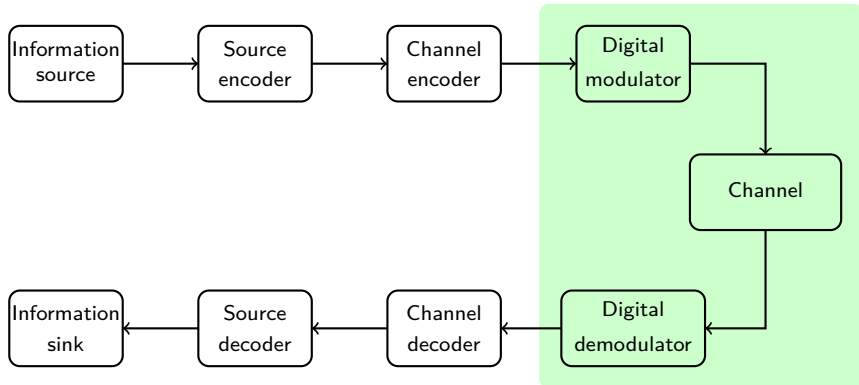 Information
source
Source
encoder
Channel
encoder
Digital
modulator
Channel
Information
sink
Source
decoder
Channel
decoder
Digital
demodulator